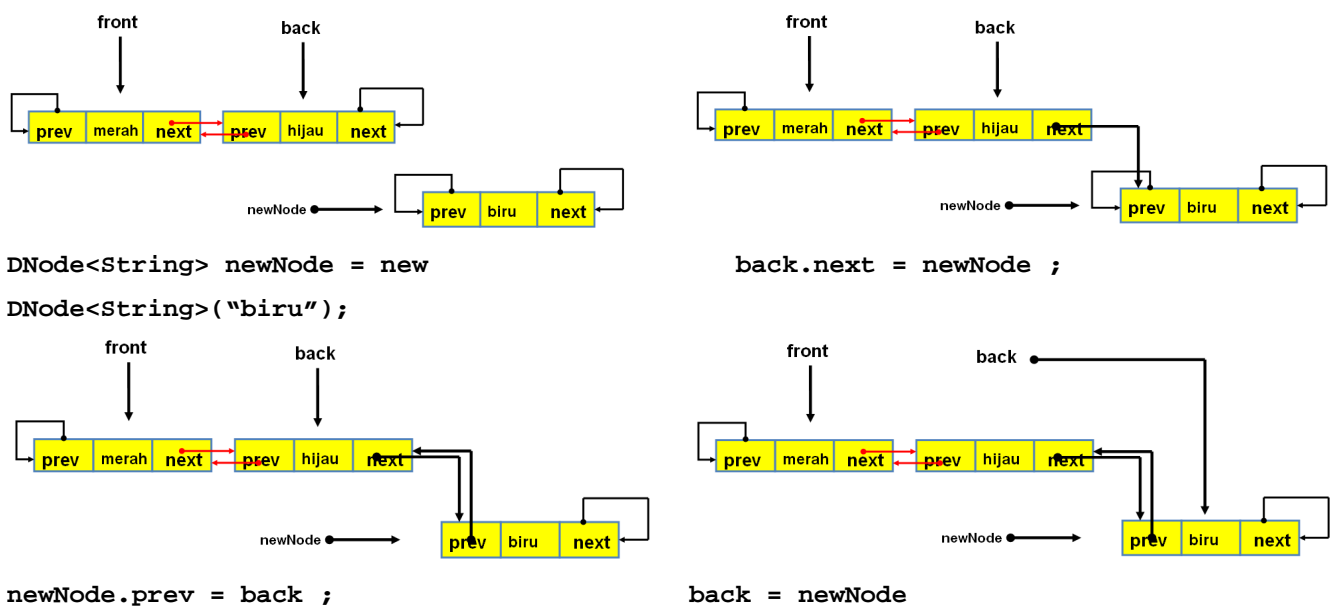 front
back
prev merah next prev hijau next
newNode prev biru next
DNode<String> newNode = new
DNode<String>(“biru”);
front
back
prev merah next prev hijau next
newNode prev biru next
back.next = newNode ;
front
back
prev merah next prev hijau next
newNode prev biru next
newNode.prev = back ;
front
back
prev merah next prev hijau next
newNode prev biru next
back = newNode